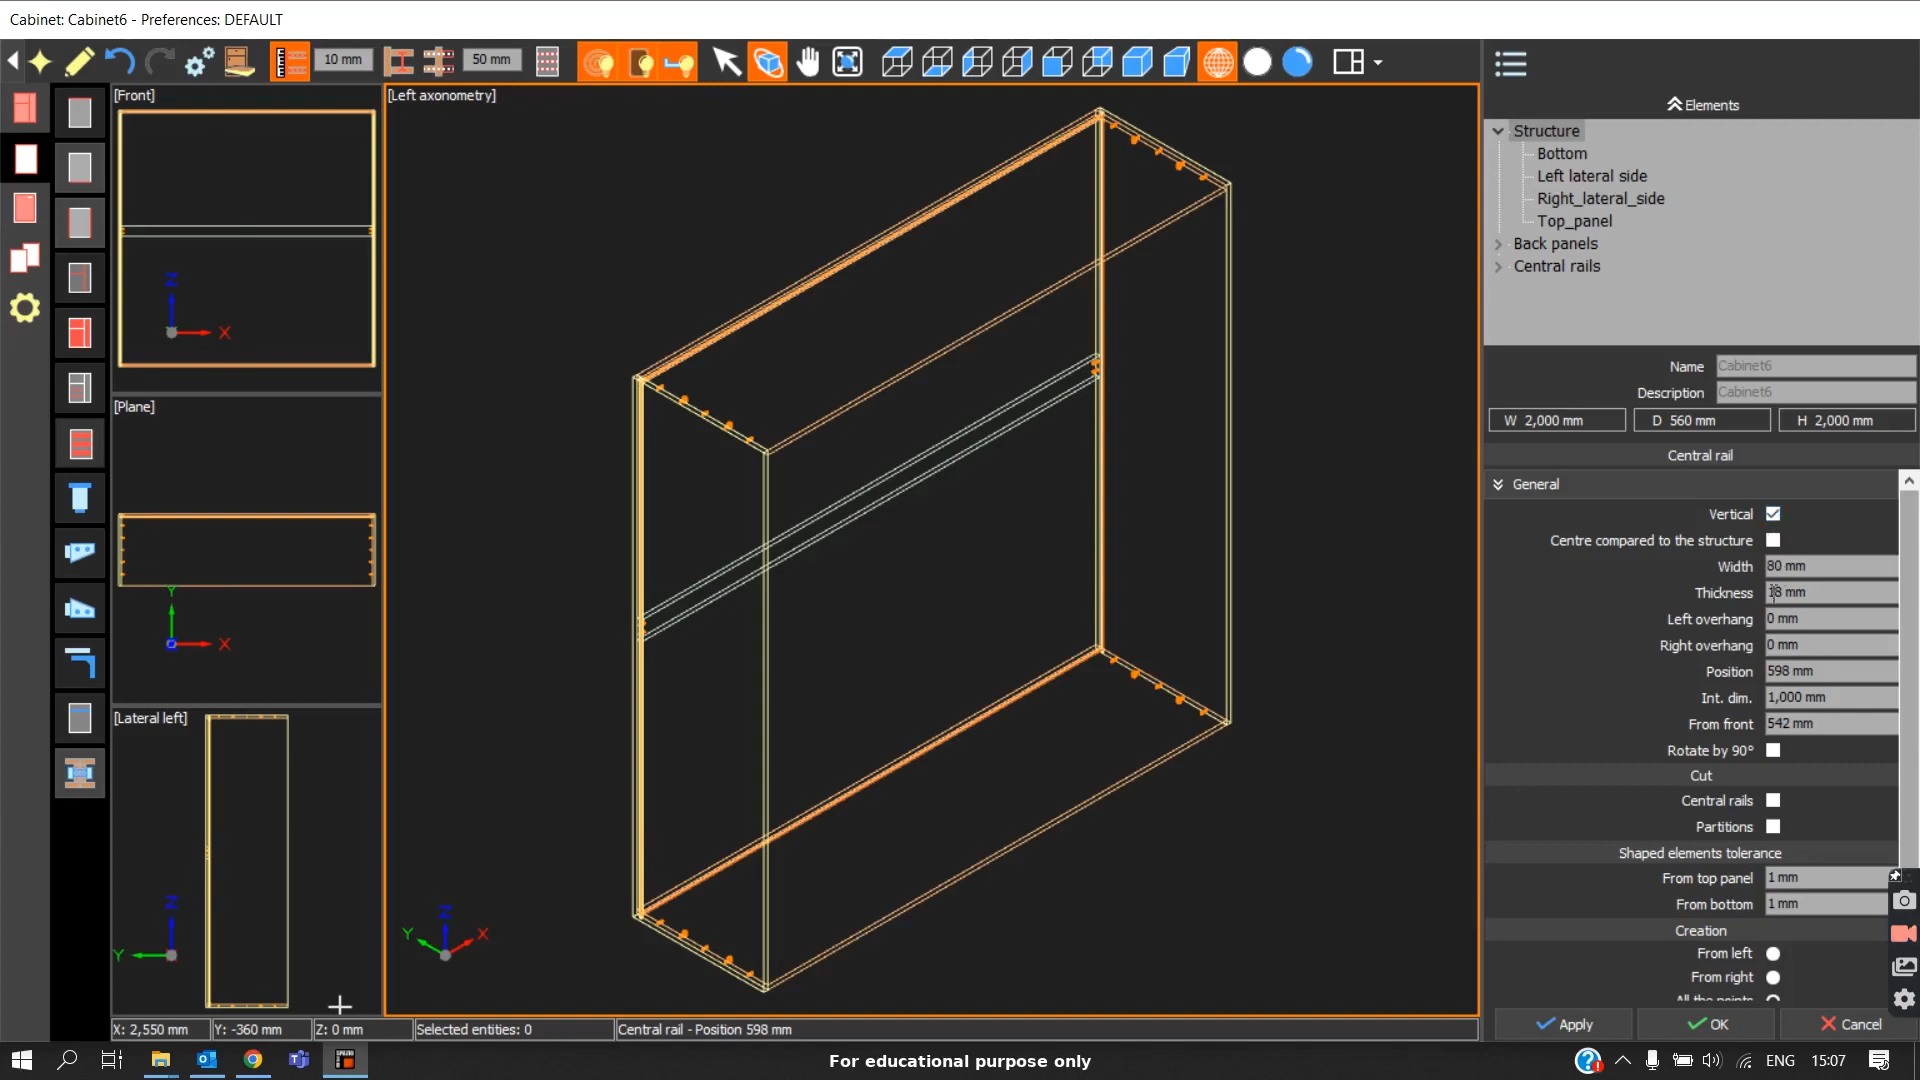 Cabinet: Cabinet6 - Preferences: DEFAULT
10 mm
50 mm
[Front]
[Left axonometry]
Elements
Structure
Bottom
Left lateral side
Right_lateral_side
Top_panel
Back panels
Central rails
Z
X
Name Cabinet6
Description Cabinet6
W 2,000 mm D 560 mm H 2,000 mm
[Plane]
Central rail
General
Vertical
Centre compared to the structure
Width 80 mm
Thickness 18 mm
Left overhang 0 mm
Right overhang 0 mm
Position 598 mm
Int. dim. 1,000 mm
From front 542 mm
Rotate by 90°
Y
X
[Lateral left]
Cut
Central rails
Partitions
Shaped elements tolerance
From top panel 1 mm
From bottom 1 mm
Creation
From left
From right
All the points
Z
Y
Z
Y X
X: 2,550 mm Y: -360 mm Z: 0 mm Selected entities: 0 Central rail - Position 598 mm
Apply OK Cancel
For educational purpose only
ENG 15:07